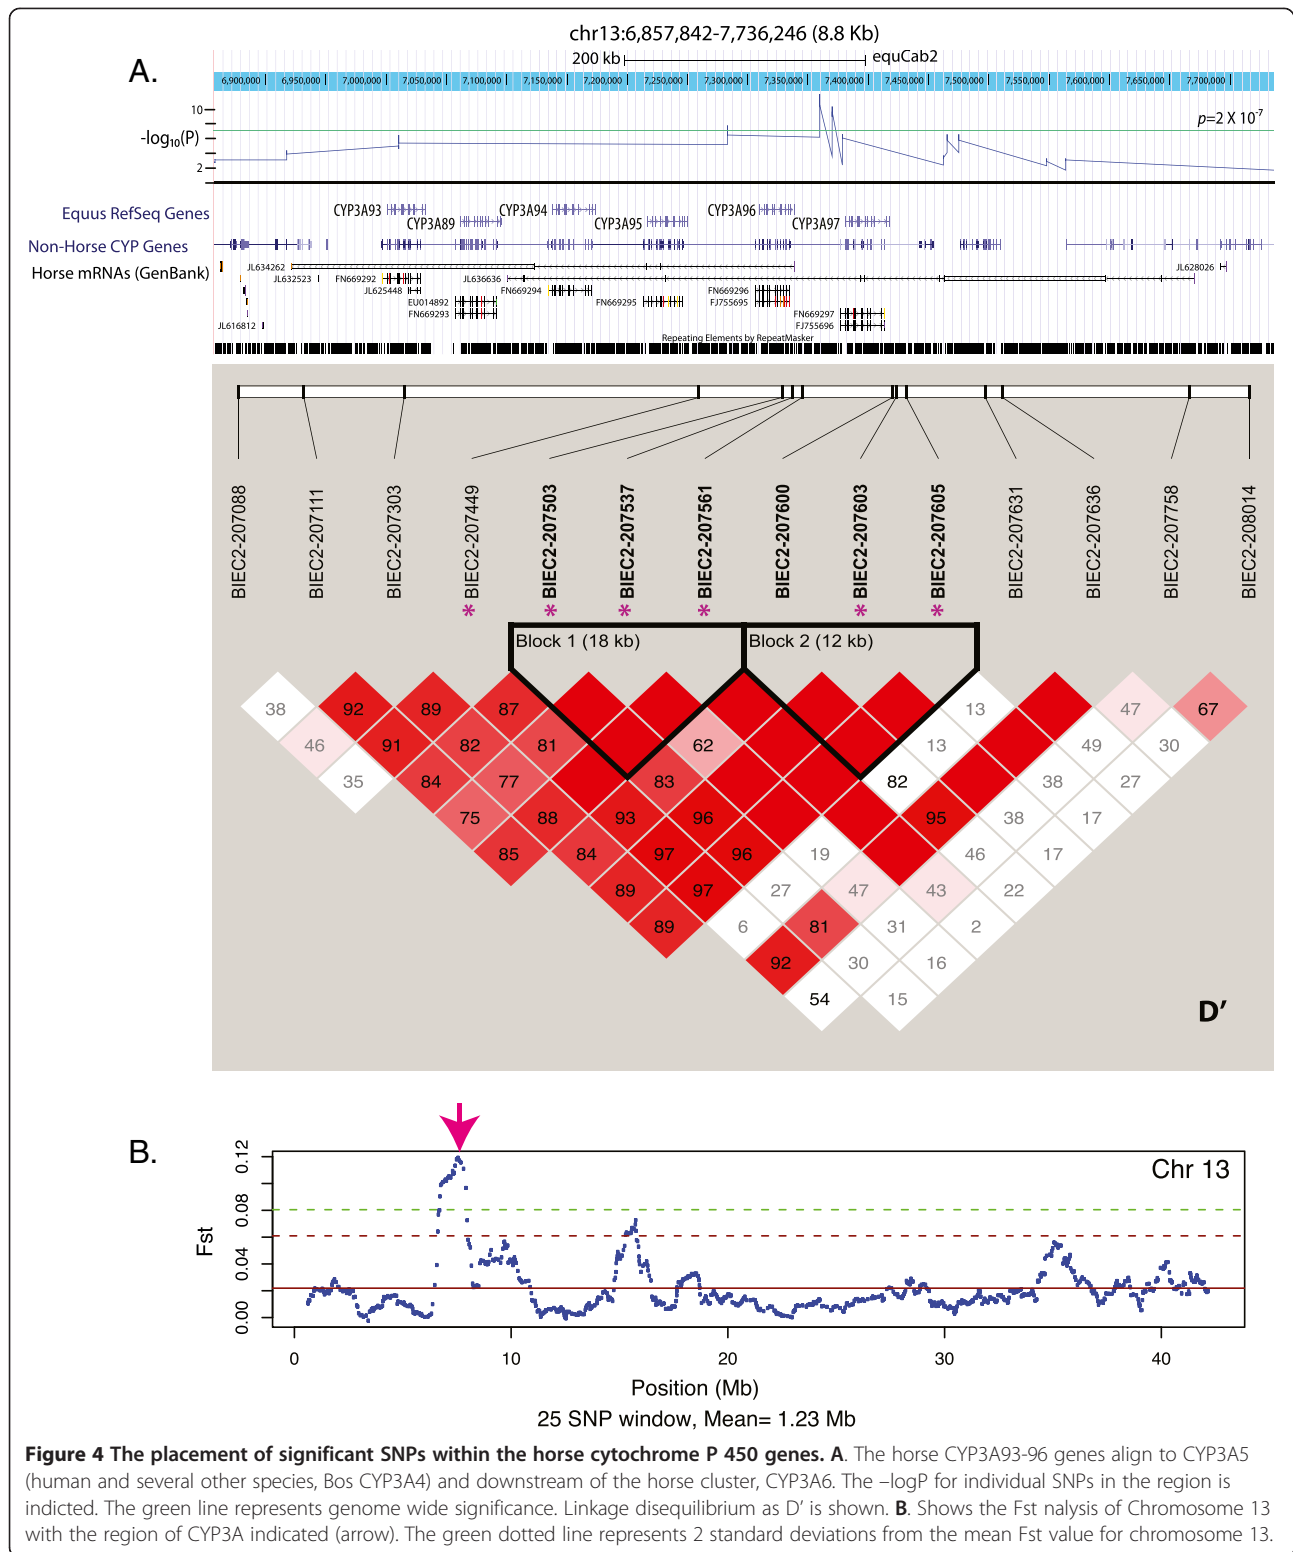 chr13:6,857,842-7,736,246 (8.8 Kb)
A.
200 kb equCab2
6,900,000 6,950,000 7,000,000 7,050,000 7,100,000 7,150,000 7,200,000 7,250,000 7,300,000 7,350,000 7,400,000 7,450,000 7,500,000 7,550,000 7,600,000 7,650,000 7,700,000
10
p=2 X 10-7
-log10(P)
2
Equus RefSeq Genes
CYP3A93 CYP3A94 CYP3A96
CYP3A89 CYP3A95 CYP3A97
Non-Horse CYP Genes
Horse mRNAs (GenBank)
JL634262 JL628026
JL632523 FN669292 JL636636
JL625448 FN669294 FN669296
EU014892 FN669295 FJ755695
FN669293 FN669297
JL616812 FJ755696
Repeating Elements by RepeatMasker
BIEC2-207088
BIEC2-207111
BIEC2-207303
BIEC2-207449
BIEC2-207503
BIEC2-207537
BIEC2-207561
BIEC2-207600
BIEC2-207603
BIEC2-207605
BIEC2-207631
BIEC2-207636
BIEC2-207758
BIEC2-208014
* * * * * *
Block 1 (18 kb) Block 2 (12 kb)
38 92 89 87 13 47 67
46 91 82 81 62 13 49 30
35 84 77 83 82 38 27
75 88 93 96 95 38 17
85 84 97 96 19 46 17
89 97 27 47 43 22
89 6 81 31 2
92 30 16
54 15
D′
B.
Chr 13
0.12
0.08
0.04
0.00
Fst
0 10 20 30 40
Position (Mb)
25 SNP window, Mean= 1.23 Mb
Figure 4 The placement of significant SNPs within the horse cytochrome P 450 genes. A. The horse CYP3A93-96 genes align to CYP3A5
(human and several other species, Bos CYP3A4) and downstream of the horse cluster, CYP3A6. The –logP for individual SNPs in the region is
indicted. The green line represents genome wide significance. Linkage disequilibrium as D′ is shown. B. Shows the Fst nalysis of Chromosome 13
with the region of CYP3A indicated (arrow). The green dotted line represents 2 standard deviations from the mean Fst value for chromosome 13.